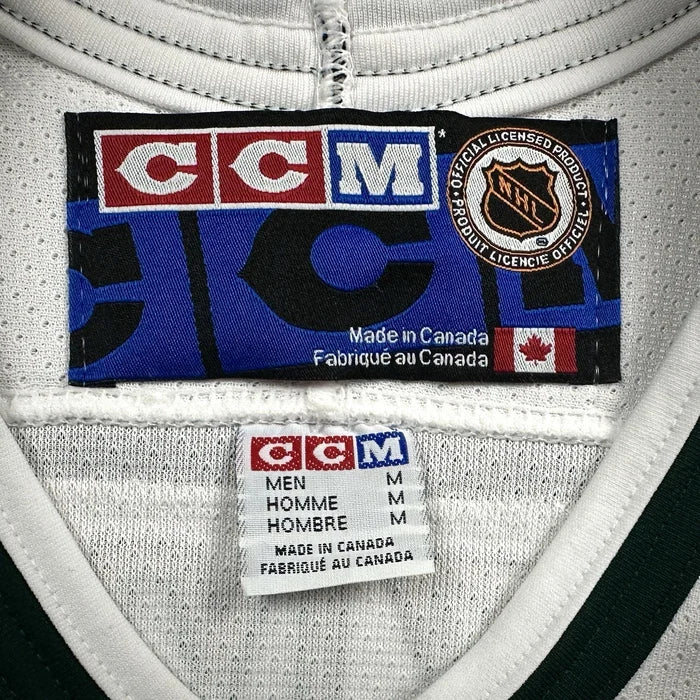 CCM*
OFFICIAL LICENSED PRODUCT
NHL
PRODUIT LICENCIE OFFICIEL
®
C
Made in Canada
Fabriqué au Canada
CCM
MEN M
HOMME M
HOMBRE M
MADE IN CANADA
FABRIQUÉ AU CANADA